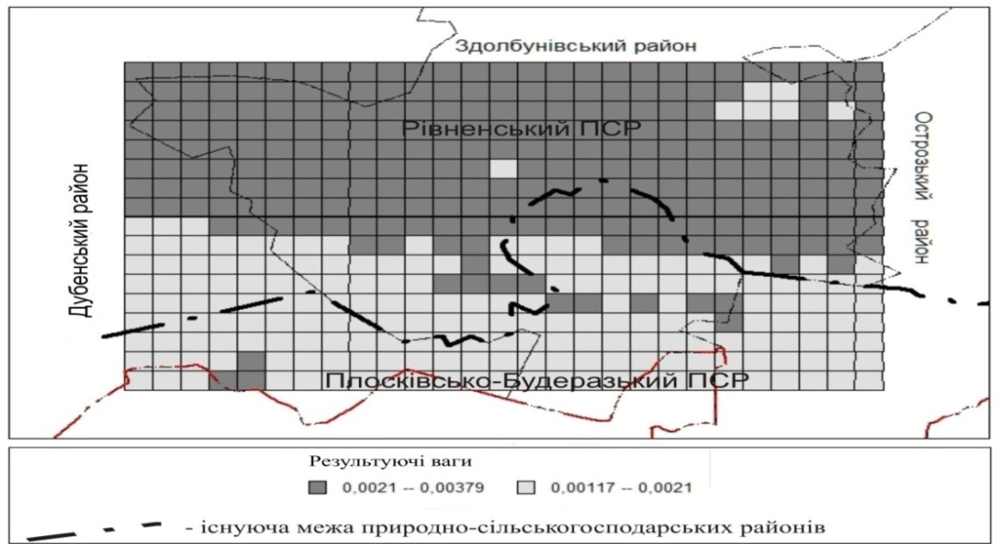 Здолбунівський район
Рівненський ПСР
Острозький район
Дубенський район
Плосківсько-Будеразький ПСР
Результуючі ваги
0,0021 -- 0,00379
0,00117 -- 0,0021
- існуюча межа природно-сільськогосподарських районів